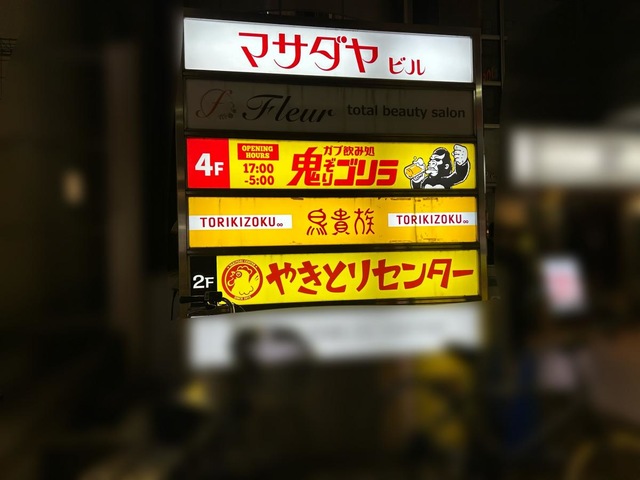 マサダヤ ビル
Fleur total beauty salon
4F
OPENING HOURS
17:00
-5:00
ガブ飲み処
鬼ぞりゴリラ
TORIKIZOKU∞ 鳥貴族 TORIKIZOKU∞
2F やきとりセンター